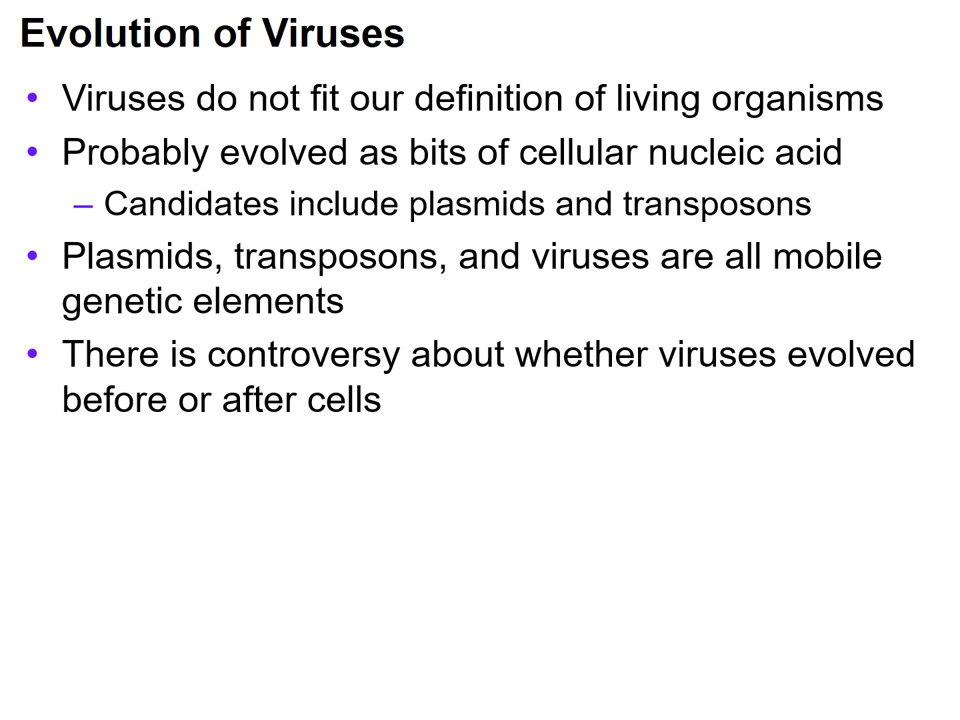 Evolution of Viruses
• Viruses do not fit our definition of living organisms
• Probably evolved as bits of cellular nucleic acid
– Candidates include plasmids and transposons
• Plasmids, transposons, and viruses are all mobile
genetic elements
• There is controversy about whether viruses evolved
before or after cells